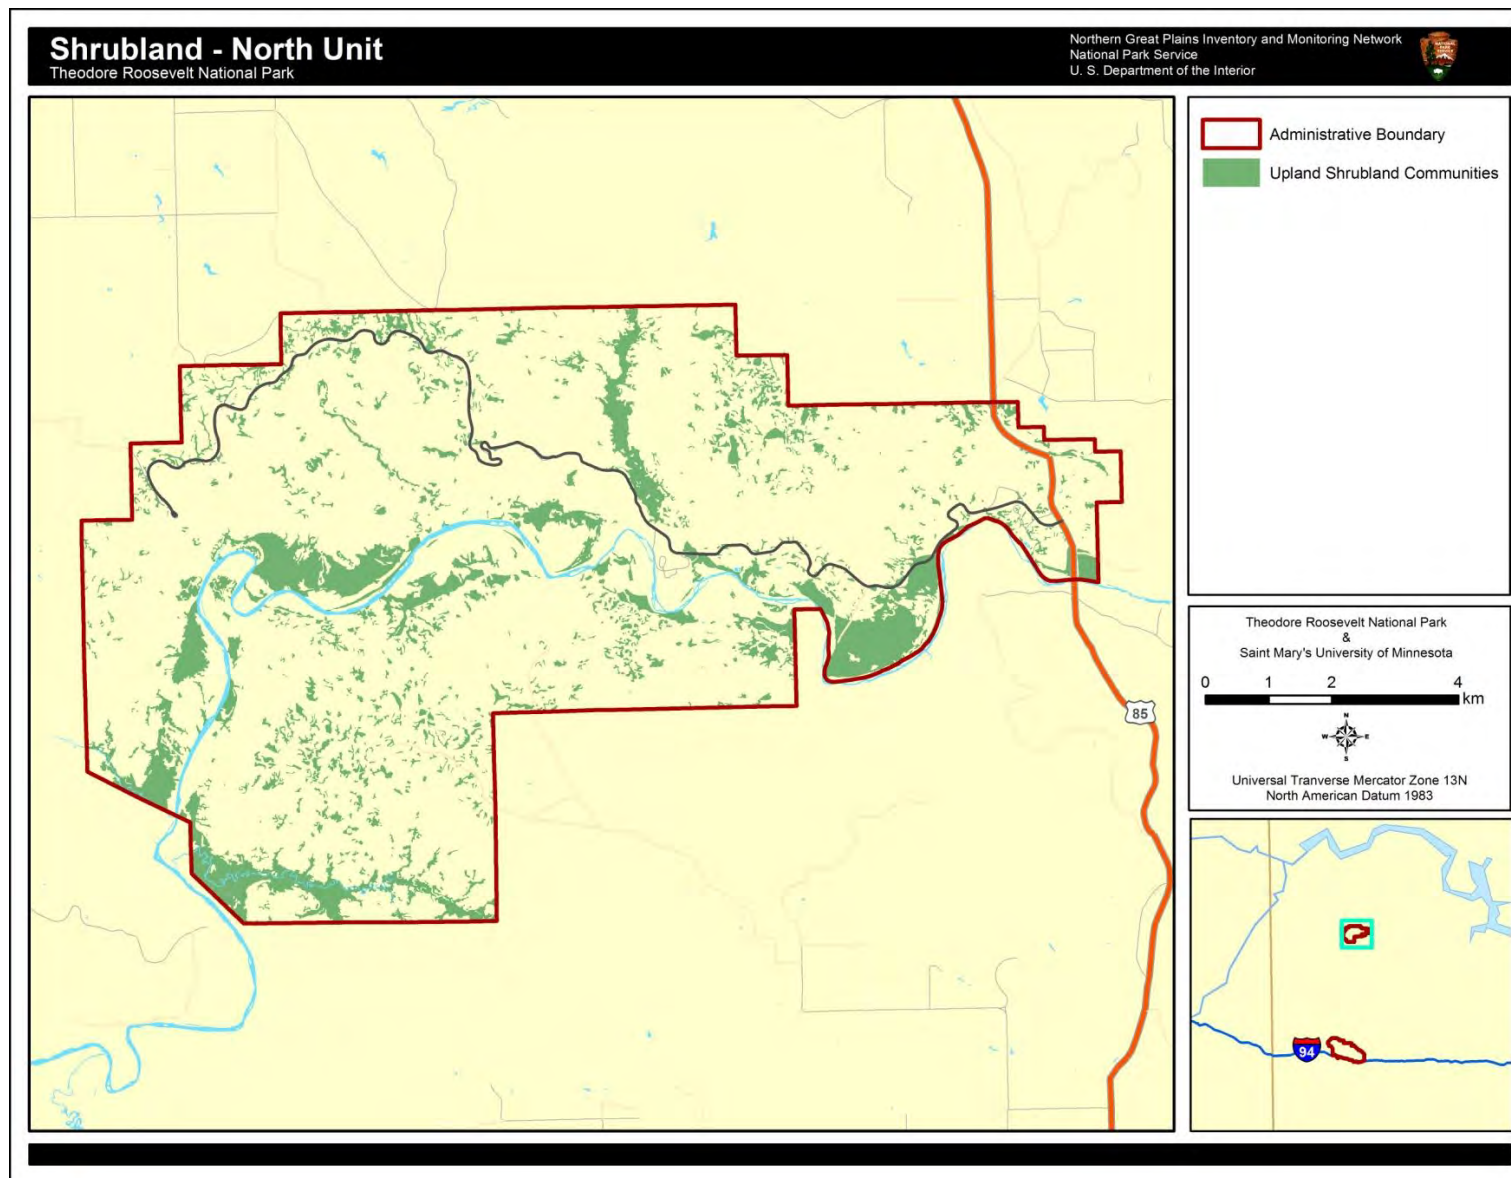 Shrubland - North Unit
Theodore Roosevelt National Park
Northern Great Plains Inventory and Monitoring Network
National Park Service
U. S. Department of the Interior
Administrative Boundary
Upland Shrubland Communities
85
Theodore Roosevelt National Park
&
Saint Mary's University of Minnesota
0 1 2 4
km
N
W E
S
Universal Tranverse Mercator Zone 13N
North American Datum 1983
94